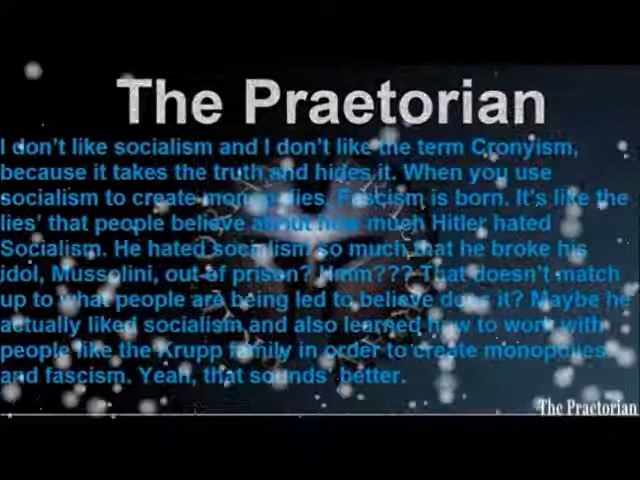 The Praetorian
I don't like socialism and I don't like the term Cronyism,
because it takes the truth and hides it. When you use
socialism to create monopolies, Fascism is born. It's like the
lies' that people believe about how much Hitler hated
Socialism. He hated socialism so much that he broke his
idol, Mussolini, out of prison? Hmm??? That doesn't match
up to what people are being led to believe does it? Maybe he
actually liked socialism and also learned how to work with
people like the Krupp family in order to create monopolies
and fascism. Yeah, that sounds better.
The Praetorian